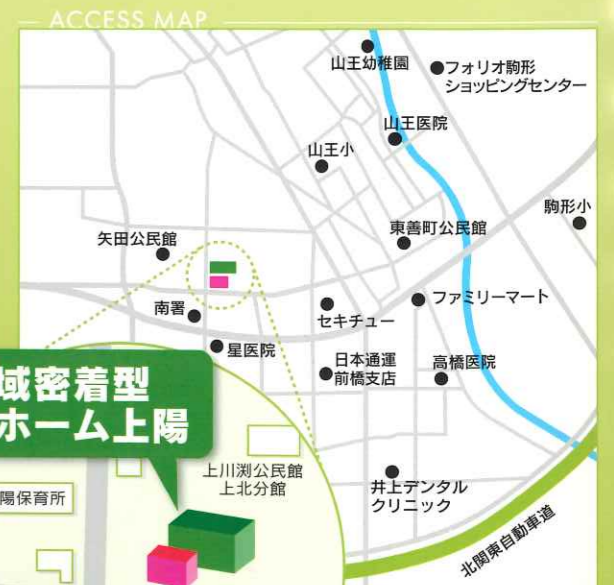 ACCESS MAP
山王幼稚園
フォリオ駒形
ショッピングセンター
山王医院
山王小
駒形小
東善町公民館
矢田公民館
南署
セキチュー
ファミリーマート
星医院
日本通運
前橋支店
高橋医院
域密着型
ホーム上陽
上川渕公民館
上北分館
陽保育所
井上デンタル
クリニック
北関東自動車道